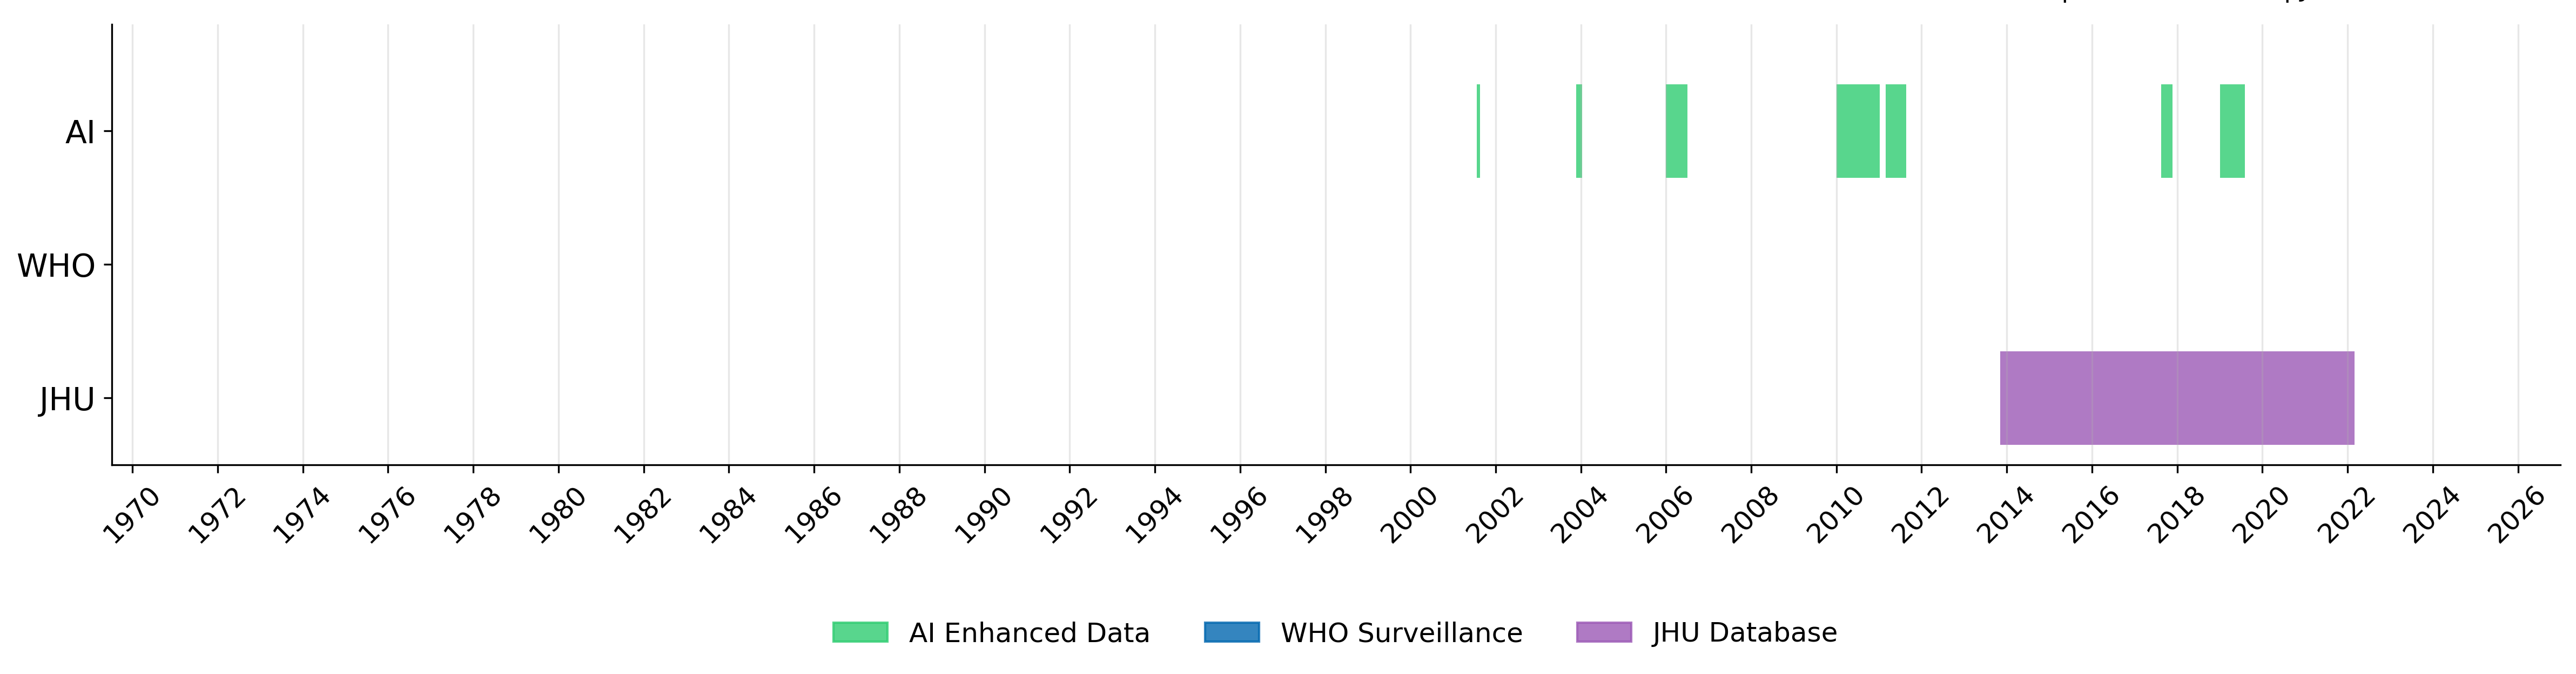 AI
WHO
JHU
1970 1972 1974 1976 1978 1980 1982 1984 1986 1988 1990 1992 1994 1996 1998 2000 2002 2004 2006 2008 2010 2012 2014 2016 2018 2020 2022 2024 2026
AI Enhanced Data WHO Surveillance JHU Database